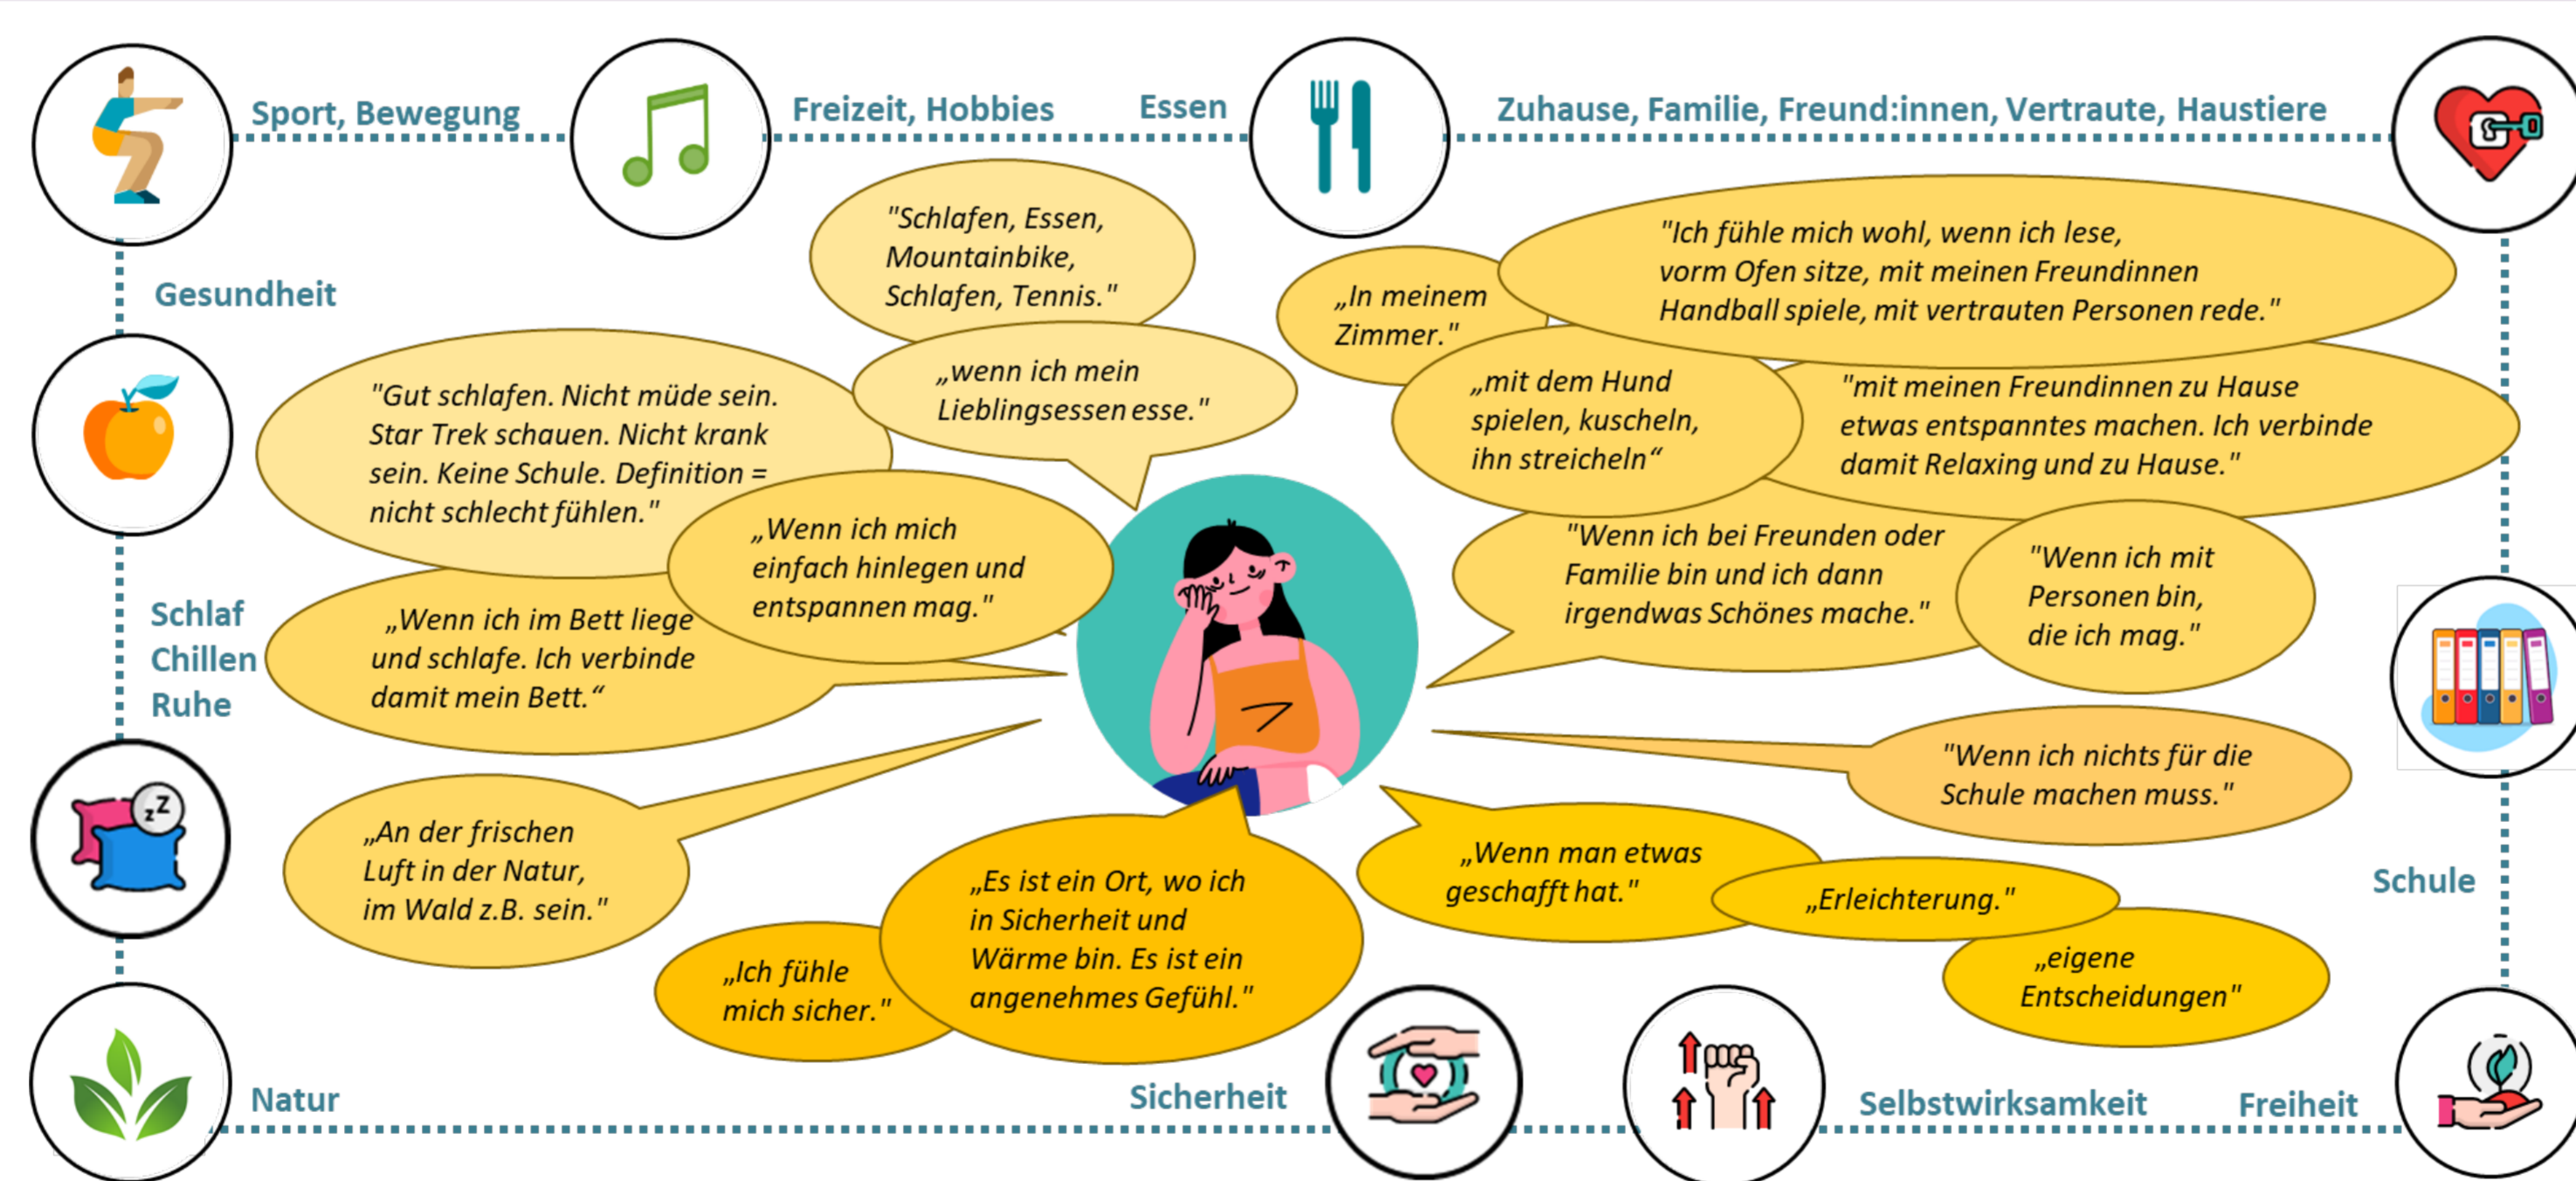 Sport, Bewegung
Freizeit, Hobbies
Essen
Zuhause, Familie, Freund:innen, Vertraute, Haustiere
Gesundheit
"Schlafen, Essen,
Mountainbike,
Schlafen, Tennis."
„wenn ich mein
Lieblingsessen esse."
„In meinem
Zimmer."
"Ich fühle mich wohl, wenn ich lese,
vorm Ofen sitze, mit meinen Freundinnen
Handball spiele, mit vertrauten Personen rede."
"Gut schlafen. Nicht müde sein.
Star Trek schauen. Nicht krank
sein. Keine Schule. Definition =
nicht schlecht fühlen."
„mit dem Hund
spielen, kuscheln,
ihn streicheln“
"mit meinen Freundinnen zu Hause
etwas entspanntes machen. Ich verbinde
damit Relaxing und zu Hause."
„Wenn ich mich
einfach hinlegen und
entspannen mag."
"Wenn ich bei Freunden oder
Familie bin und ich dann
irgendwas Schönes mache."
"Wenn ich mit
Personen bin,
die ich mag."
Schlaf
Chillen
Ruhe
„Wenn ich im Bett liege
und schlafe. Ich verbinde
damit mein Bett.“
"Wenn ich nichts für die
Schule machen muss."
„An der frischen
Luft in der Natur,
im Wald z.B. sein."
zZ
„Wenn man etwas
geschafft hat."
„Erleichterung."
Schule
„Es ist ein Ort, wo ich
in Sicherheit und
Wärme bin. Es ist ein
angenehmes Gefühl."
„Ich fühle
mich sicher."
„eigene
Entscheidungen"
Natur
Sicherheit
Selbstwirksamkeit
Freiheit